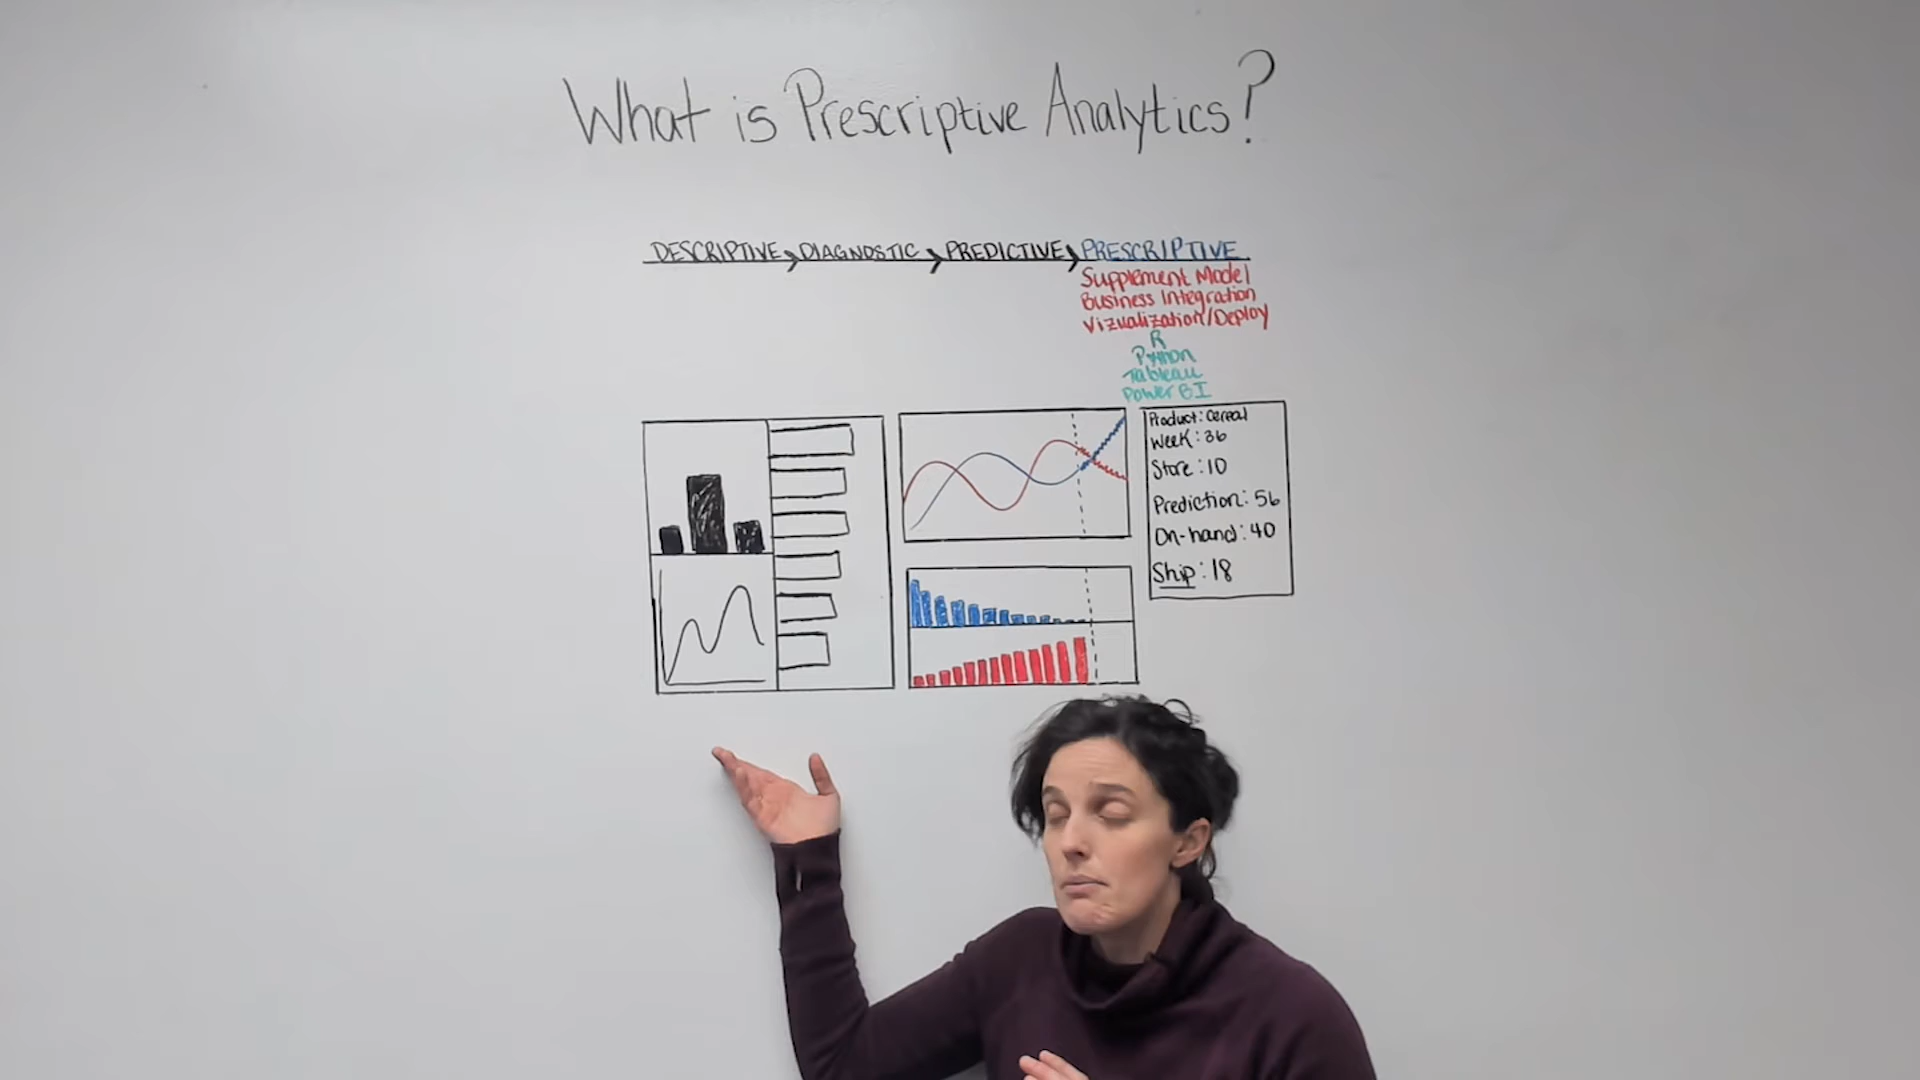 What is Prescriptive Analytics?
DESCRIPTIVE DIAGNOSTIC PREDICTIVE PRESCRIPTIVE
Supplement Model
Business Integration
Vizualization/Deploy
R
Python
Tableau
Power BI
Product: Cereal
Week: 36
Store: 10
Prediction: 56
On-hand: 40
Ship: 18